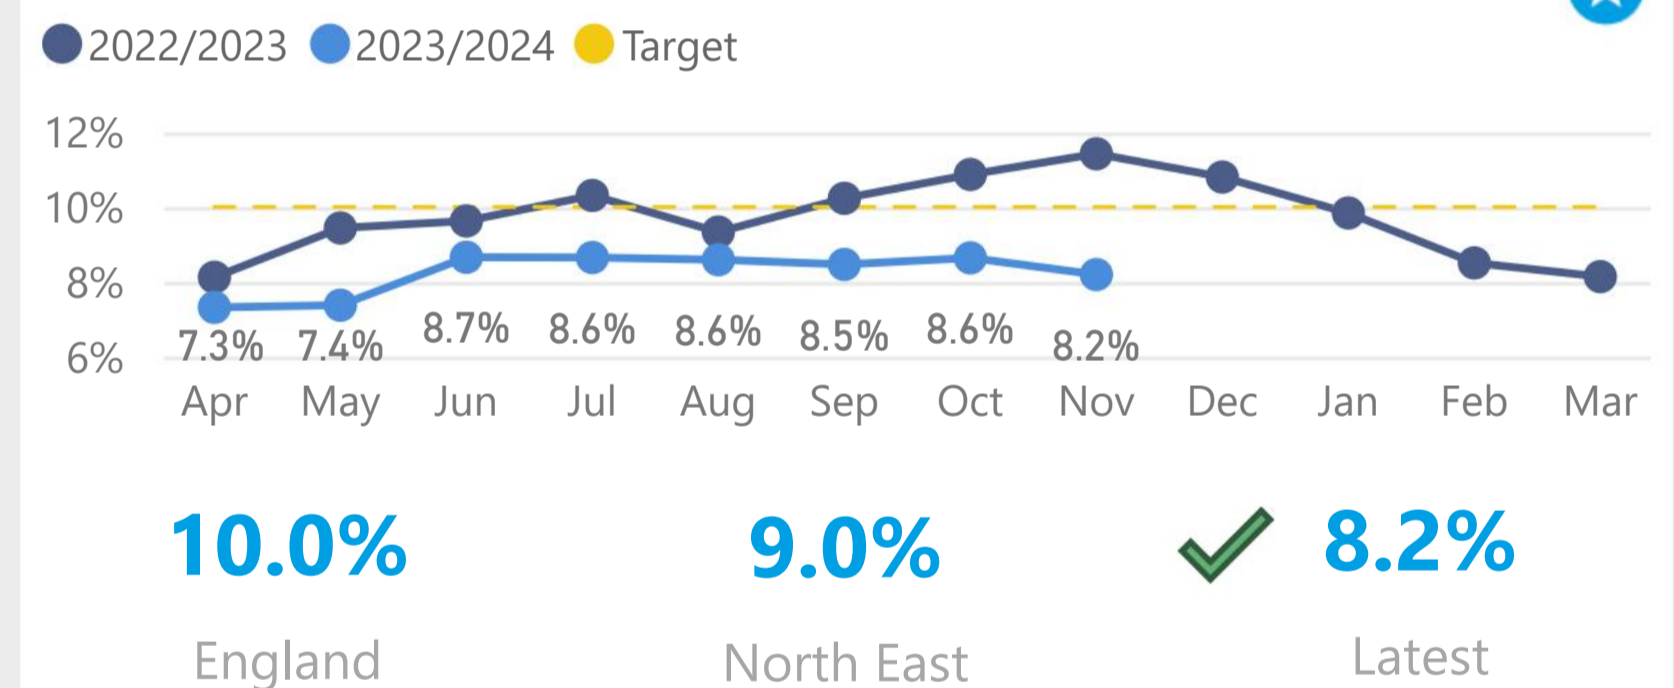 2022/2023 2023/2024 Target
12%
10%
8%
6%
7.3% 7.4% 8.7% 8.6% 8.6% 8.5% 8.6% 8.2%
Apr May Jun Jul Aug Sep Oct Nov Dec Jan Feb Mar
10.0% 9.0% 8.2%
England North East Latest